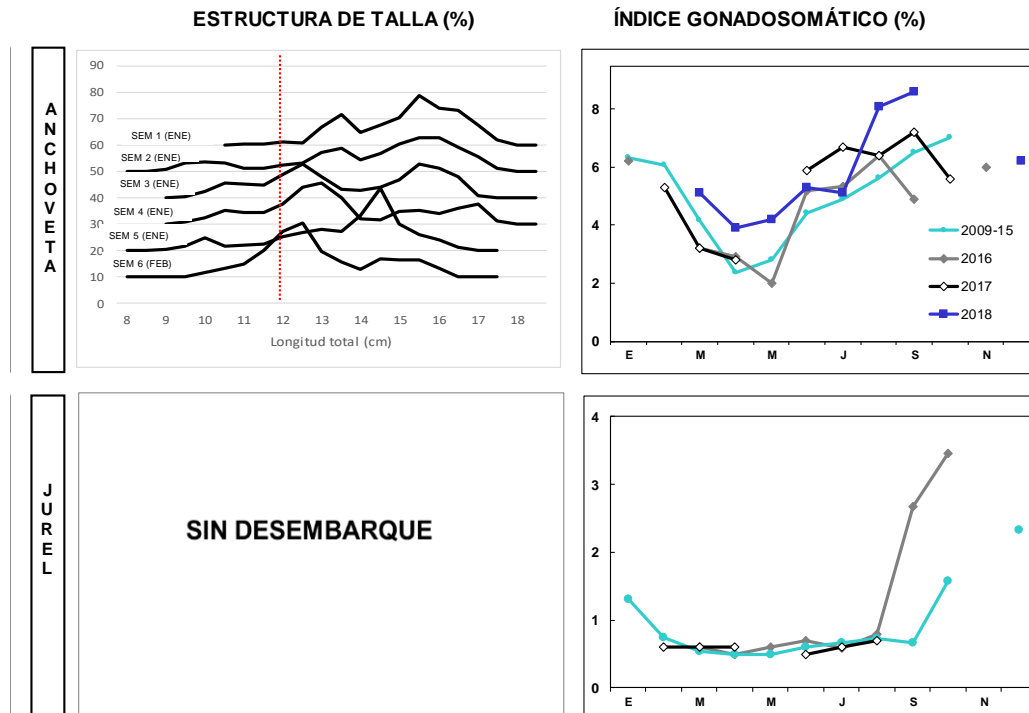 ESTRUCTURA DE TALLA (%)
ÍNDICE GONADOSOMÁTICO (%)
ANCHOVETA
90
80
70
60
50
40
30
20
10
0
SEM 1 (ENE)
SEM 2 (ENE)
SEM 3 (ENE)
SEM 4 (ENE)
SEM 5 (ENE)
SEM 6 (FEB)
8 9 10 11 12 13 14 15 16 17 18
Longitud total (cm)
8
6
4
2
0
2009-15
2016
2017
2018
E M M J S N
JUREL
SIN DESEMBARQUE
4
3
2
1
0
E M M J S N